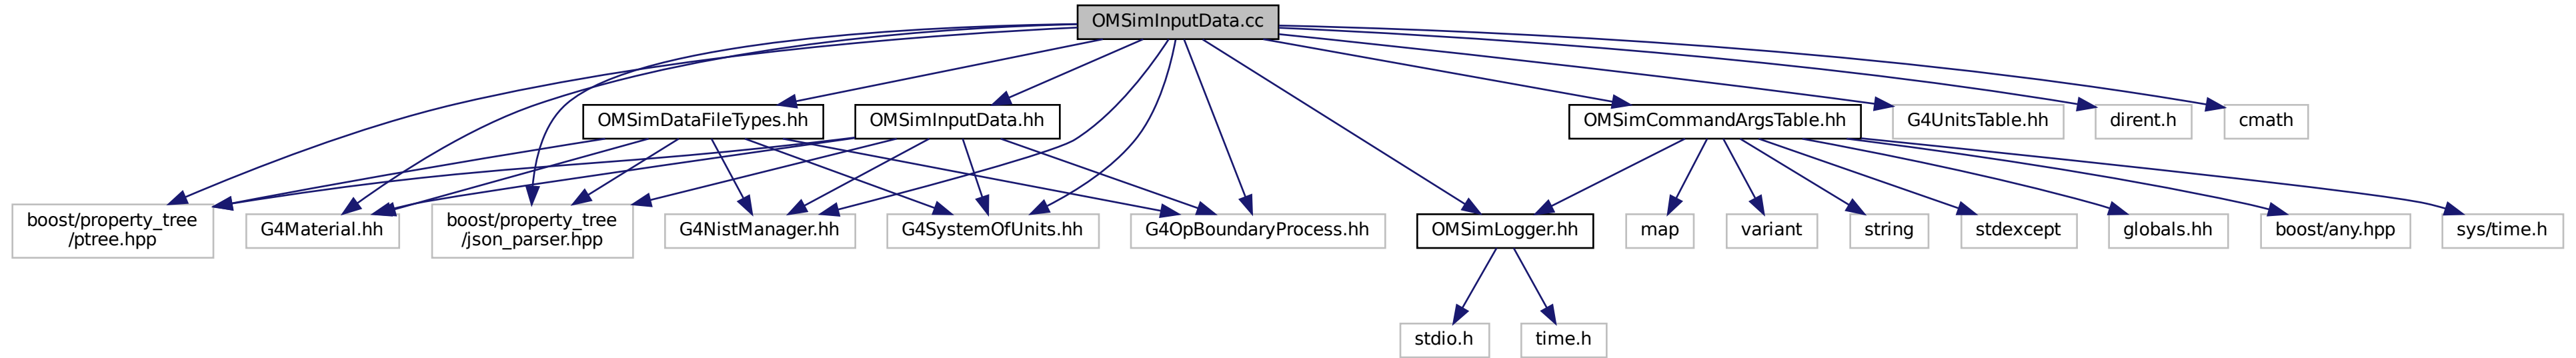 OMSimInputData.cc
OMSimDataFileTypes.hh
OMSimInputData.hh
OMSimCommandArgsTable.hh
G4UnitsTable.hh
dirent.h
cmath
boost/property_tree
/ptree.hpp
G4Material.hh
boost/property_tree
/json_parser.hpp
G4NistManager.hh
G4SystemOfUnits.hh
G4OpBoundaryProcess.hh
OMSimLogger.hh
map
variant
string
stdexcept
globals.hh
boost/any.hpp
sys/time.h
stdio.h
time.h